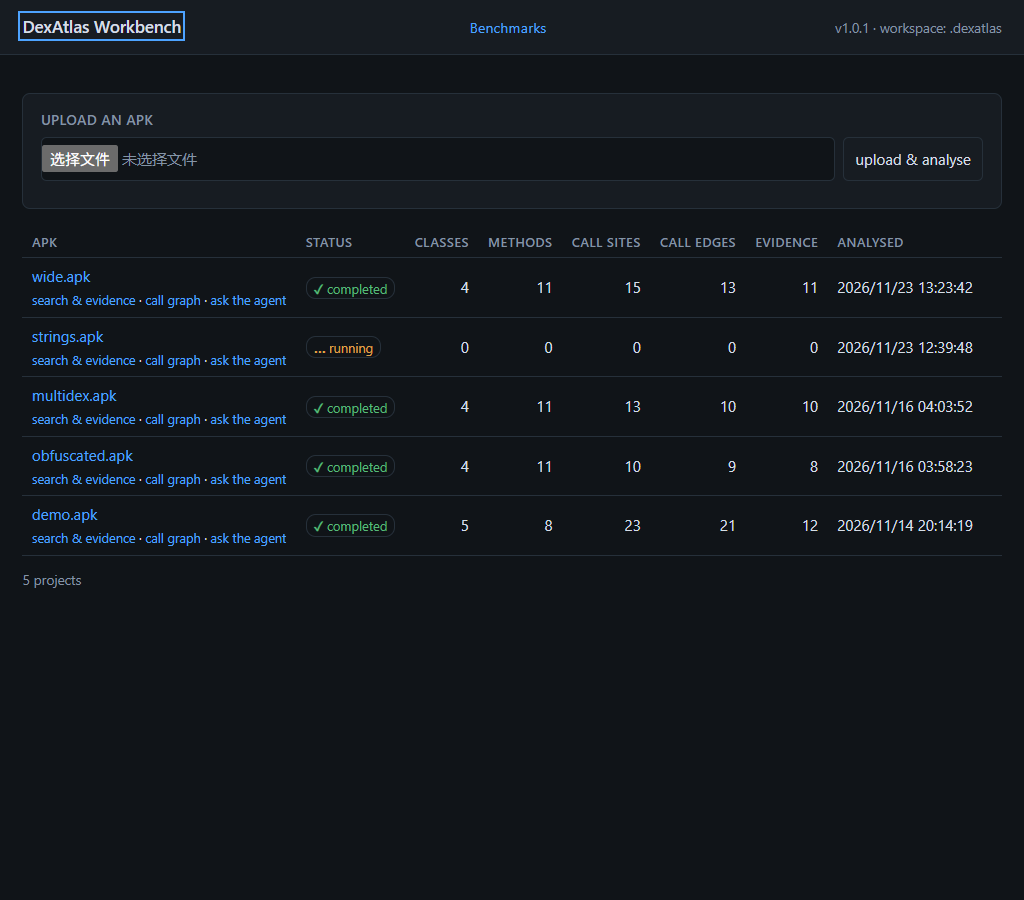 DexAtlas Workbench Benchmarks v1.0.1 · workspace: .dexatlas
UPLOAD AN APK
选择文件 未选择文件 upload & analyse
APK STATUS CLASSES METHODS CALL SITES CALL EDGES EVIDENCE ANALYSED
wide.apk
search & evidence · call graph · ask the agent ✓ completed 4 11 15 13 11 2026/11/23 13:23:42
strings.apk
search & evidence · call graph · ask the agent … running 0 0 0 0 0 2026/11/23 12:39:48
multidex.apk
search & evidence · call graph · ask the agent ✓ completed 4 11 13 10 10 2026/11/16 04:03:52
obfuscated.apk
search & evidence · call graph · ask the agent ✓ completed 4 11 10 9 8 2026/11/16 03:58:23
demo.apk
search & evidence · call graph · ask the agent ✓ completed 5 8 23 21 12 2026/11/14 20:14:19
5 projects